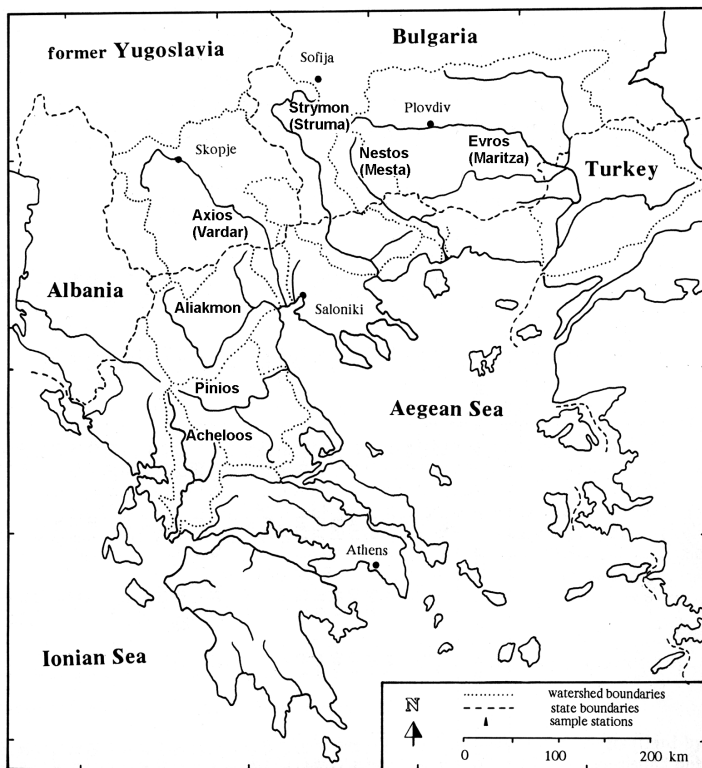 former Yugoslavia
Bulgaria
Sofija
Strymon
(Struma)
Plovdiv
Skopje
Nestos
(Mesta)
Evros
(Maritza)
Turkey
Axios
(Vardar)
Albania
Aliakmon
Saloniki
Pinios
Aegean Sea
Acheloos
Athens
Ionian Sea
N
watershed boundaries
state boundaries
sample stations
0 100 200 km